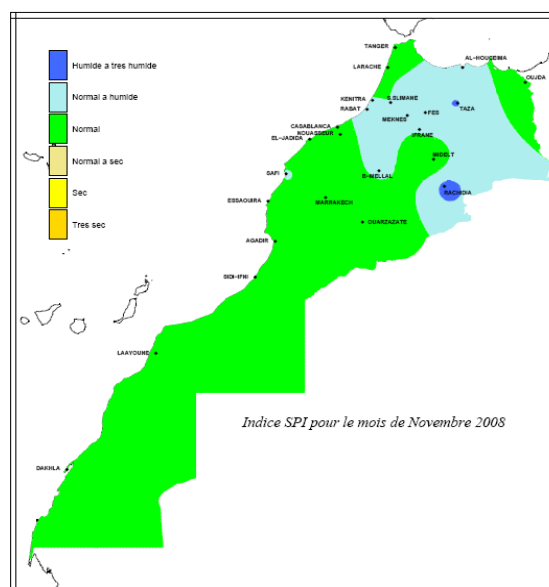 Humide a tres humide
Normal a humide
Normal
Normal a sec
Sec
Tres sec
TANGER
LARACHE
AL-HOUCEIMA
OUJDA
KENITRA
S.SLIMANE
RABAT
TAZA
MEKNES
FES
CASABLANCA
NOUASSEUR
EL-JADIDA
IFRANE
MIDELT
SAFI
B-MELLAL
RACHIDIA
ESSAOUIRA
MARRAKECH
OUARZAZATE
AGADIR
SIDI-IFNI
LAAYOUNE
Indice SPI pour le mois de Novembre 2008
DAKHLA